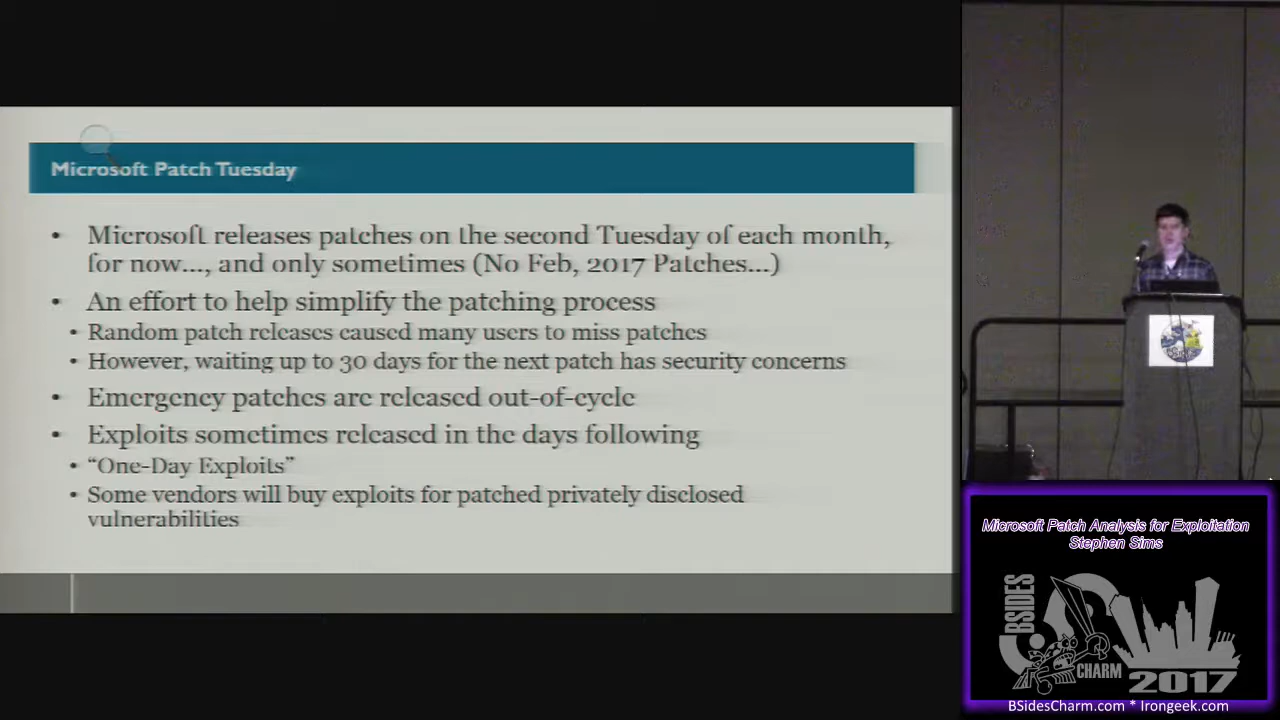 Microsoft Patch Tuesday
• Microsoft releases patches on the second Tuesday of each month,
for now..., and only sometimes (No Feb, 2017 Patches...)
• An effort to help simplify the patching process
• Random patch releases caused many users to miss patches
• However, waiting up to 30 days for the next patch has security concerns
• Emergency patches are released out-of-cycle
• Exploits sometimes released in the days following
• “One-Day Exploits”
• Some vendors will buy exploits for patched privately disclosed
vulnerabilities
Microsoft Patch Analysis for Exploitation
Stephen Sims
BSIDES
CHARM
2017
BSidesCharm.com * Irongeek.com